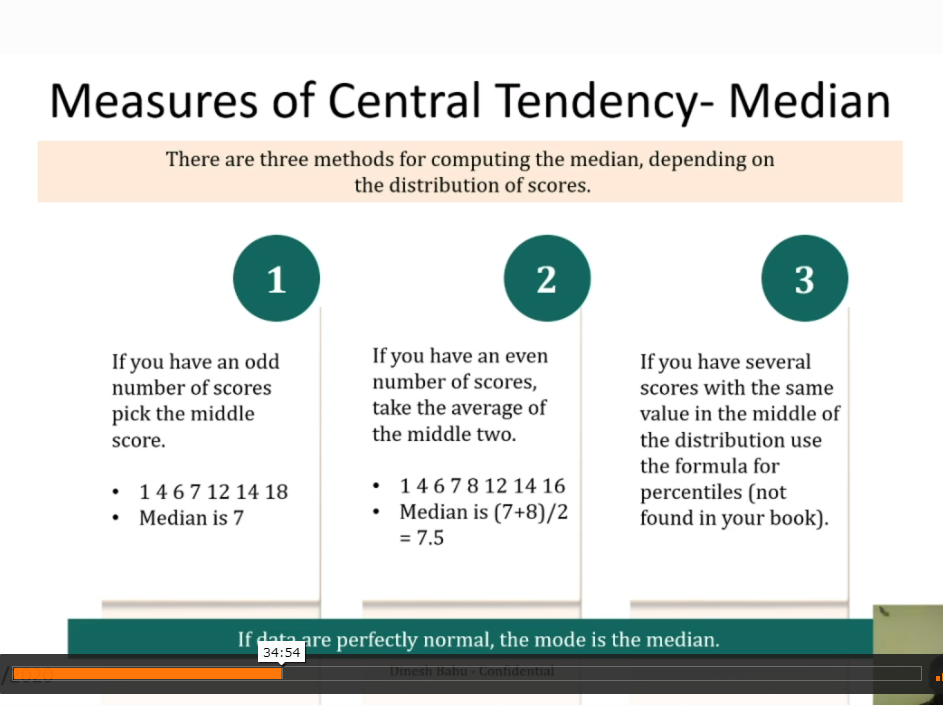 Measures of Central Tendency- Median
There are three methods for computing the median, depending on
the distribution of scores.
1
If you have an odd
number of scores
pick the middle
score.
• 1 4 6 7 12 14 18
• Median is 7
2
If you have an even
number of scores,
take the average of
the middle two.
• 1 4 6 7 8 12 14 16
• Median is (7+8)/2
= 7.5
3
If you have several
scores with the same
value in the middle of
the distribution use
the formula for
percentiles (not
found in your book).
If data are perfectly normal, the mode is the median.
34:54
/2020
Dinesh Babu - Confidential